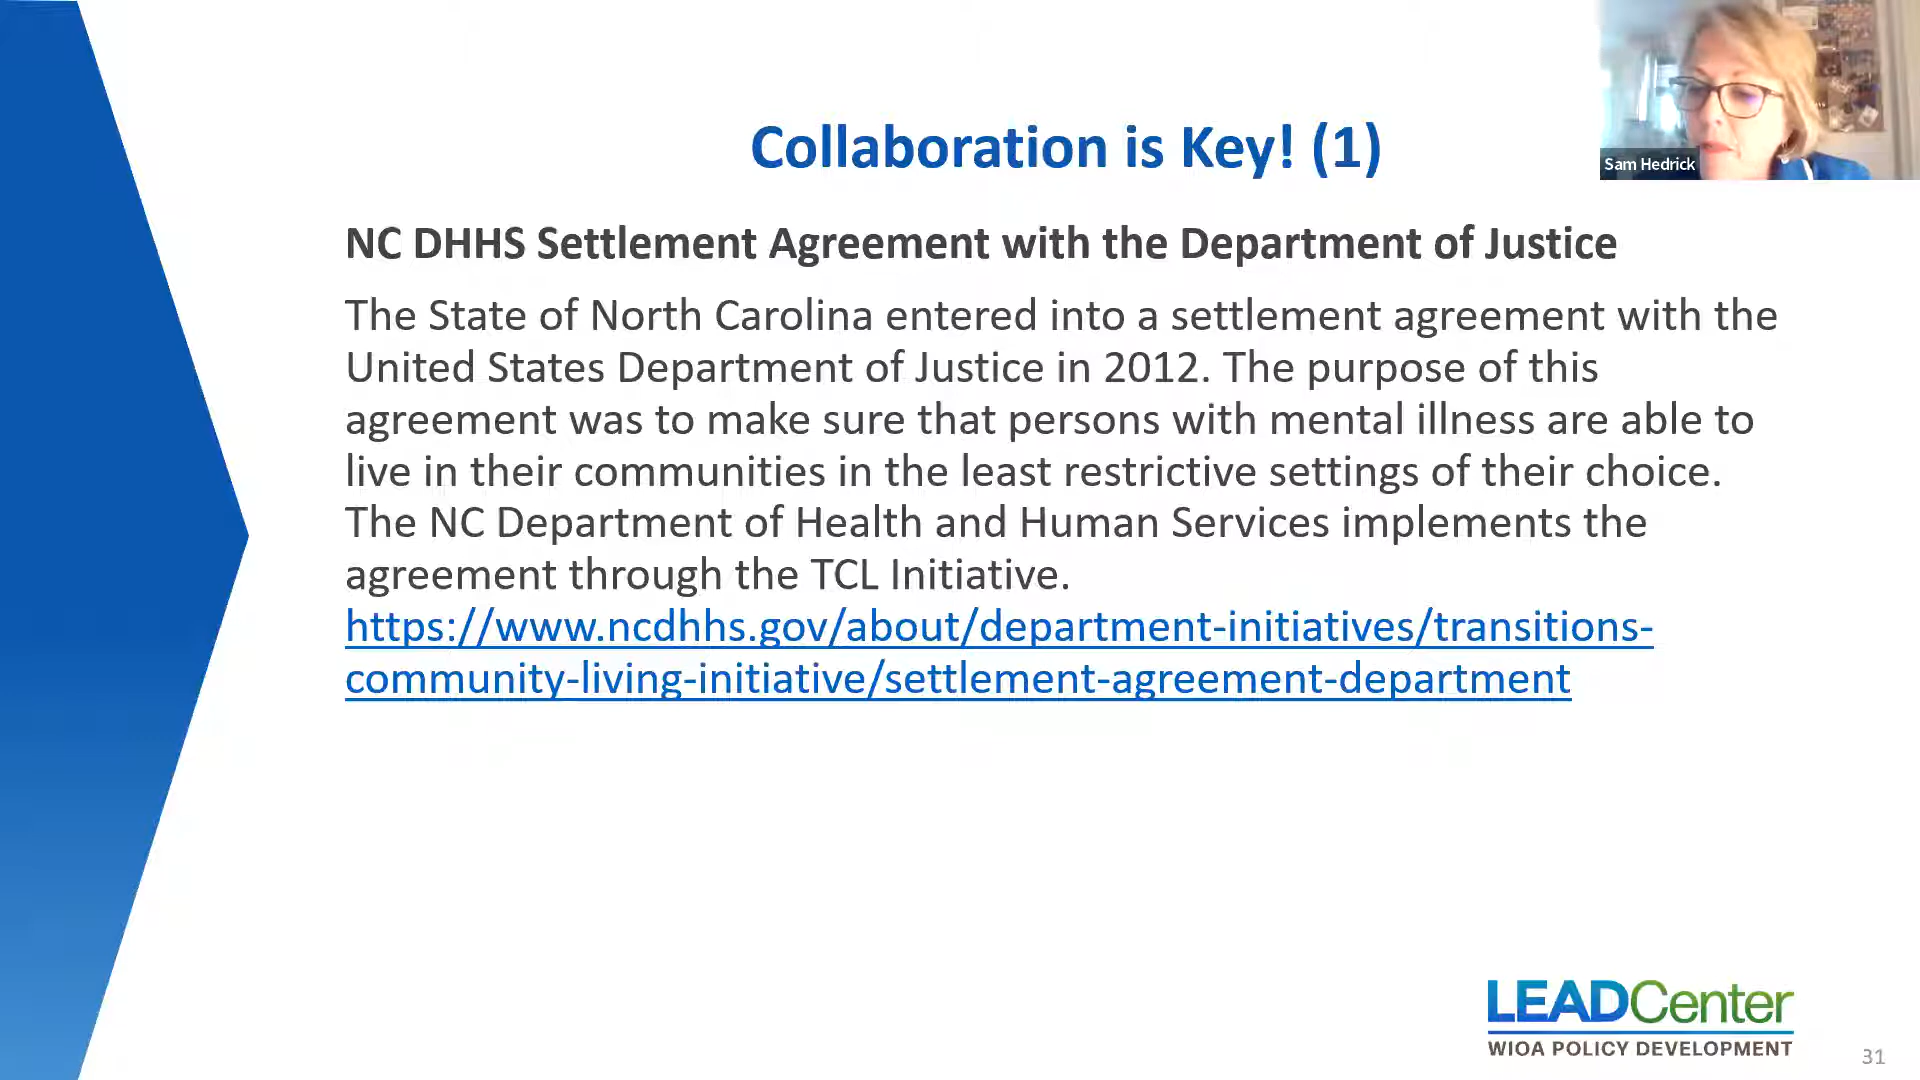 Collaboration is Key! (1)
Sam Hedrick
NC DHHS Settlement Agreement with the Department of Justice
The State of North Carolina entered into a settlement agreement with the
United States Department of Justice in 2012. The purpose of this
agreement was to make sure that persons with mental illness are able to
live in their communities in the least restrictive settings of their choice.
The NC Department of Health and Human Services implements the
agreement through the TCL Initiative.
https://www.ncdhhs.gov/about/department-initiatives/transitions-
community-living-initiative/settlement-agreement-department
LEADCenter
WIOA POLICY DEVELOPMENT
31